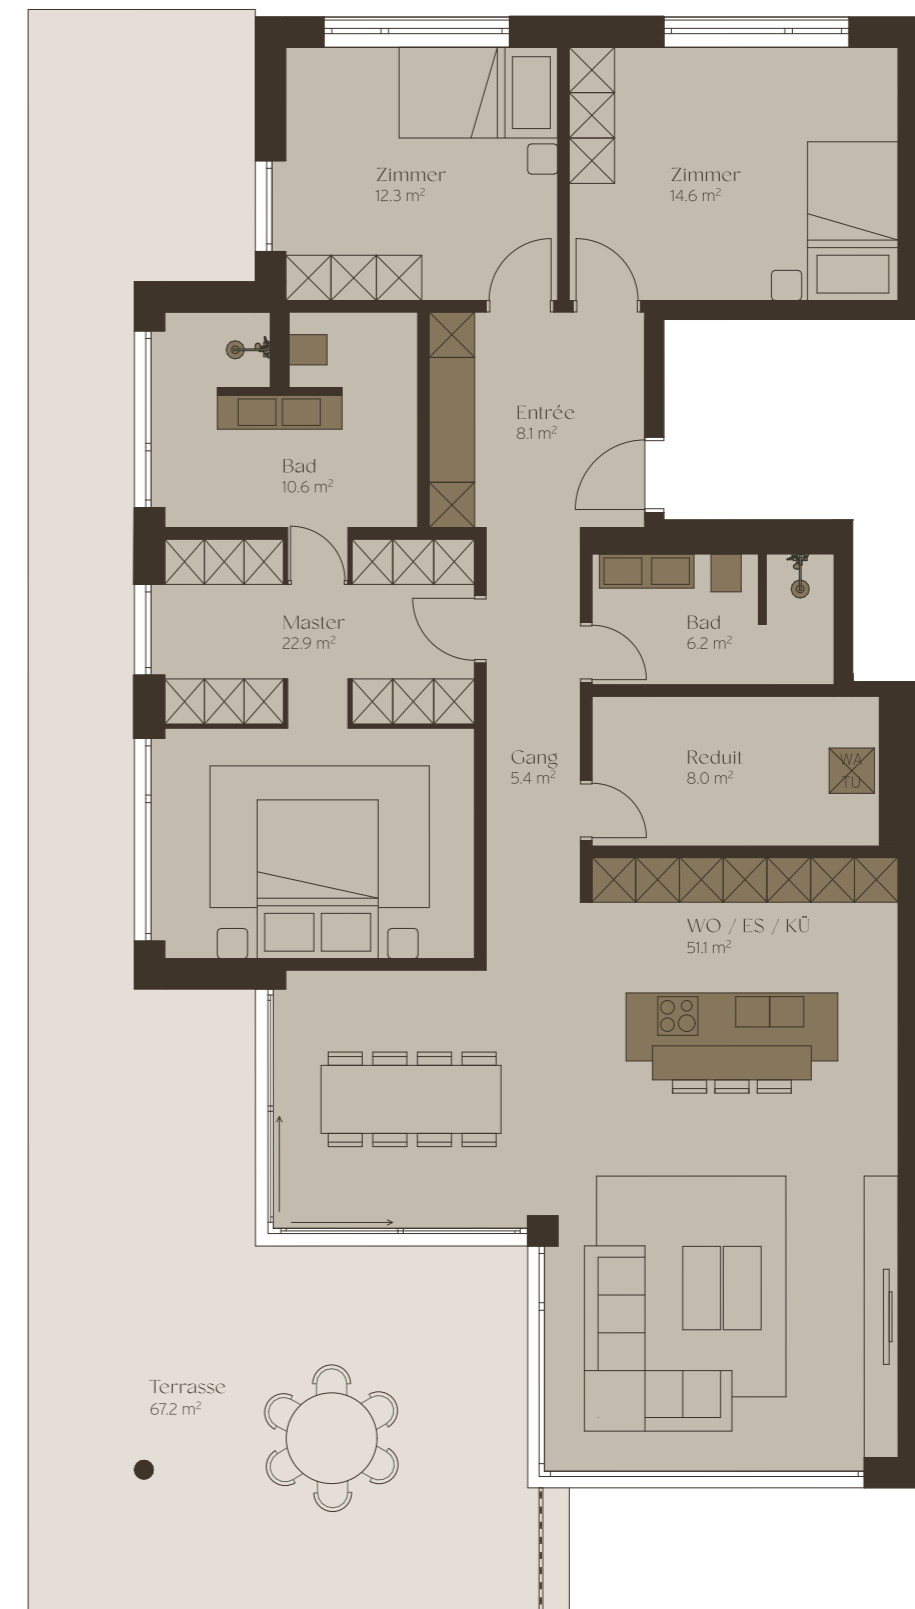 Zimmer
12.3 m²
Zimmer
14.6 m²
Entrée
8.1 m²
Bad
10.6 m²
Master
22.9 m²
Bad
6.2 m²
Gang
5.4 m²
Reduit
8.0 m²
WA
TU
WO / ES / KÜ
51.1 m²
Terrasse
67.2 m²